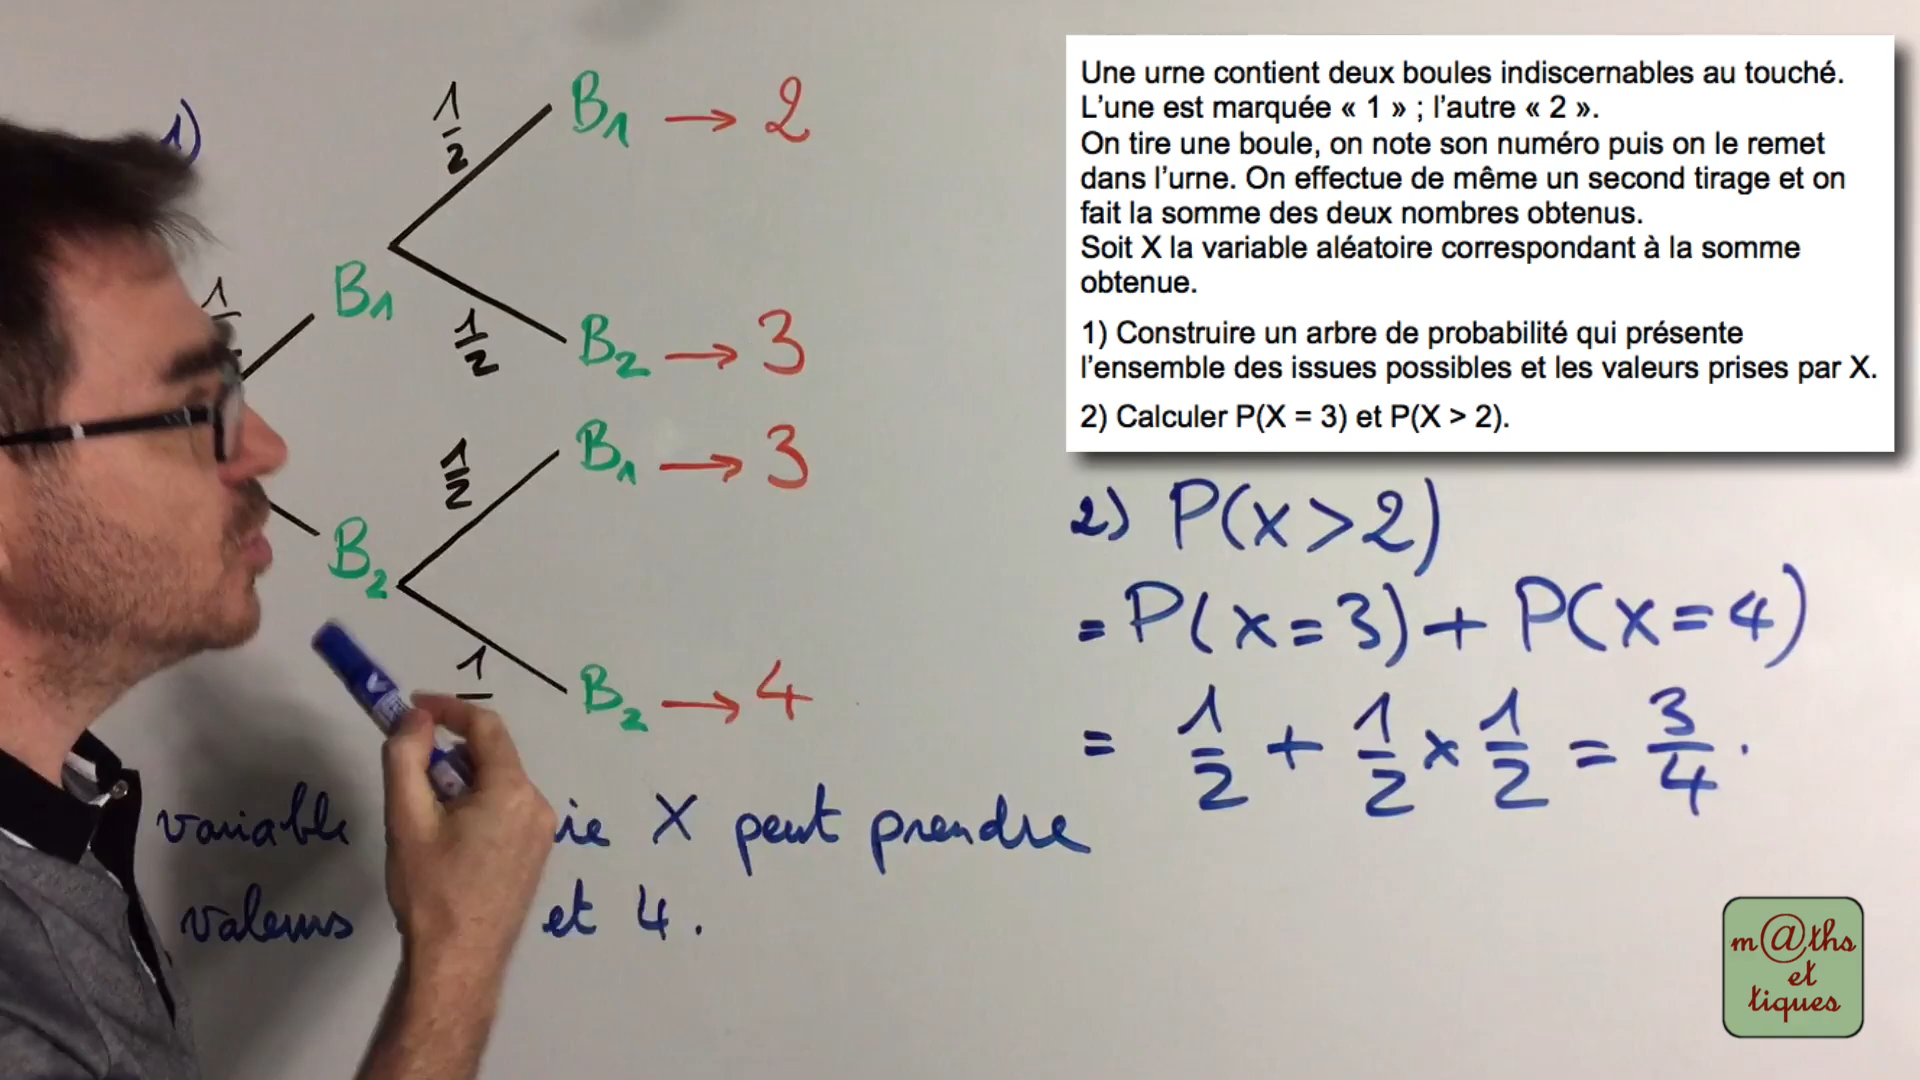 1)
1
1/2
B1 → 2
B1
1/2
B2 → 3
1/2
B1 → 3
B2
1
B2 → 4
variable X peut prendre
valeurs et 4.
Une urne contient deux boules indiscernables au touché.
L’une est marquée « 1 » ; l’autre « 2 ».
On tire une boule, on note son numéro puis on le remet
dans l’urne. On effectue de même un second tirage et on
fait la somme des deux nombres obtenus.
Soit X la variable aléatoire correspondant à la somme
obtenue.
1) Construire un arbre de probabilité qui présente
l’ensemble des issues possibles et les valeurs prises par X.
2) Calculer P(X = 3) et P(X > 2).
2) P(X>2)
= P(X=3) + P(X=4)
= 1/2 + 1/2 × 1/2 = 3/4.
m@ths
et
tiques